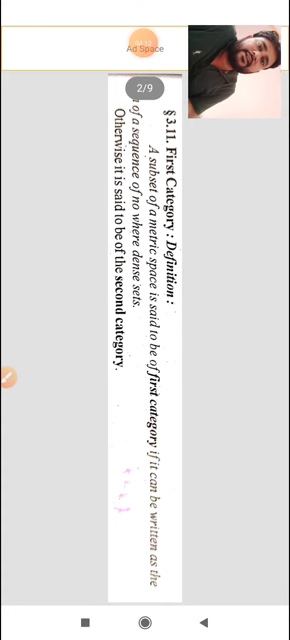 Ad Space
2/9
§ 3.11. First Category : Definition :
A subset of a metric space is said to be of first category if it can be written as the
of a sequence of no where dense sets.
Otherwise it is said to be of the second category.